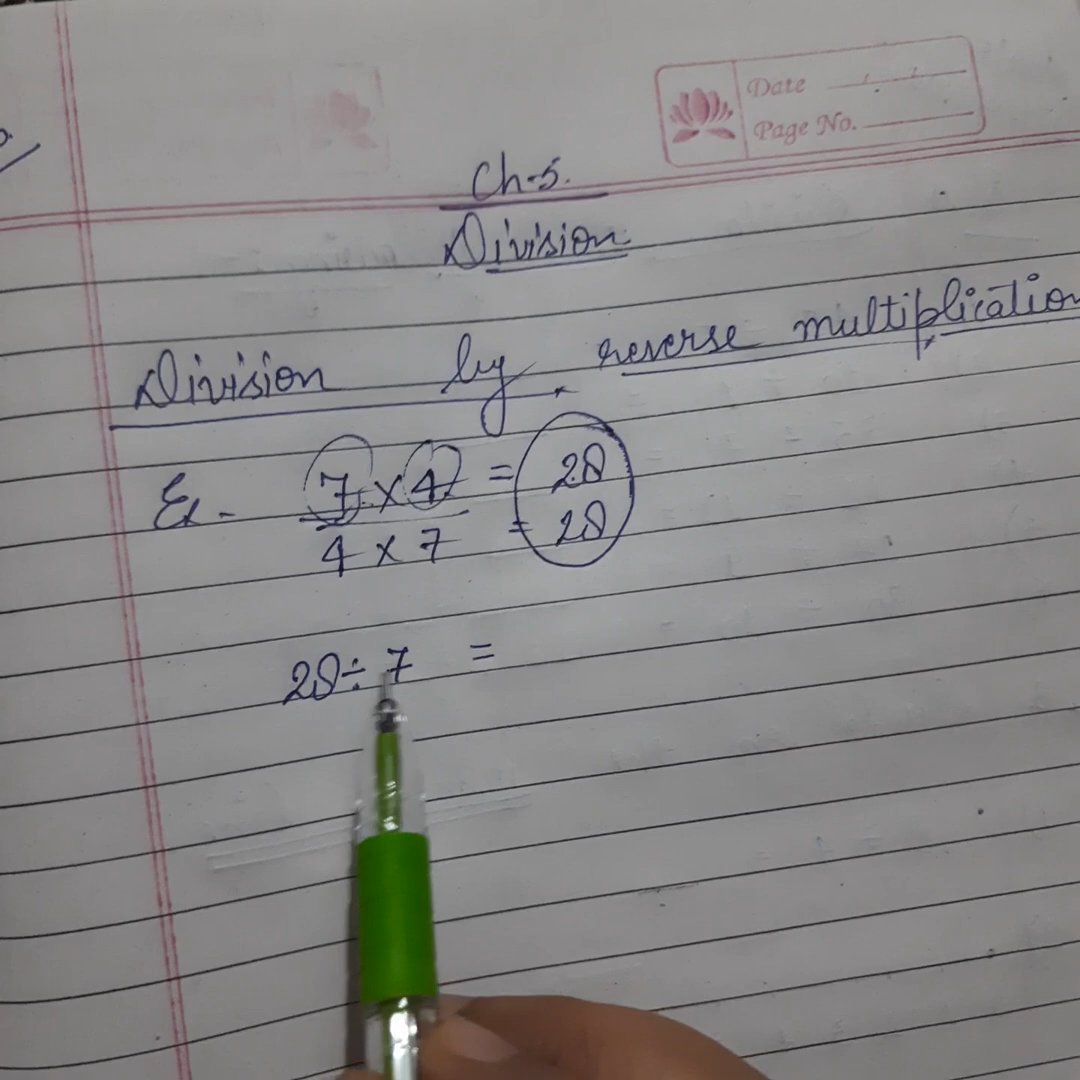 Date
Page No.
Ch-5.
Division
Division by reverse multiplication
Ex. 7 x 4 = 28
4 x 7 = 28
28 ÷ 7 =